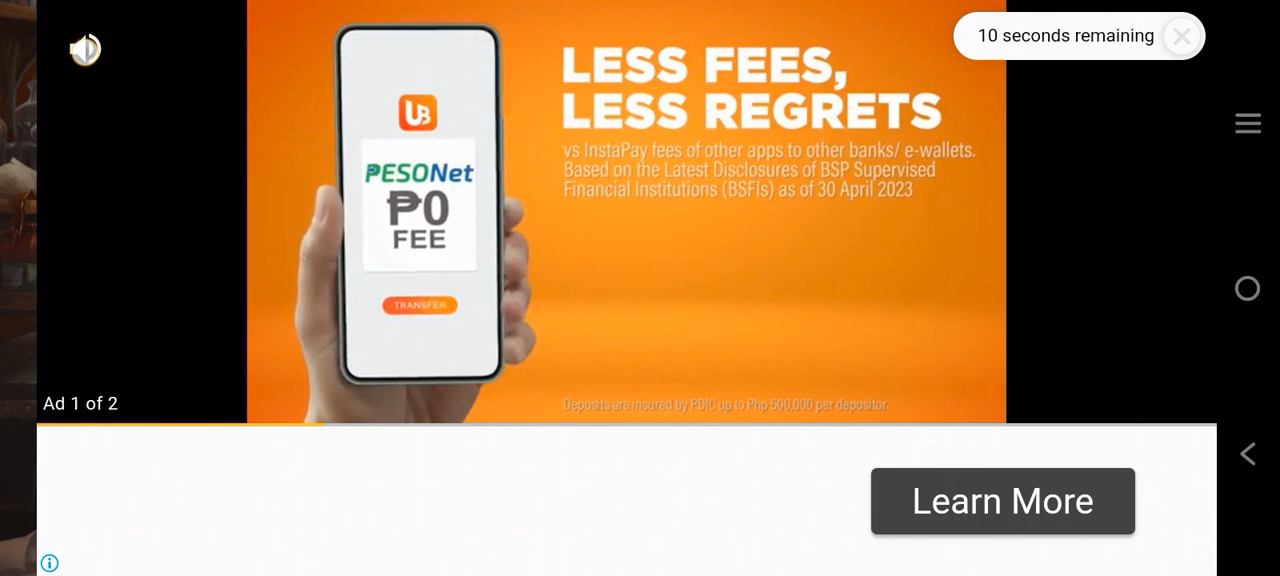 10 seconds remaining
LESS FEES,
LESS REGRETS
vs InstaPay fees of other apps to other banks/ e-wallets.
Based on the Latest Disclosures of BSP Supervised
Financial Institutions (BSFIs) as of 30 April 2023
UB
PESONet
₱0
FEE
TRANSFER
Deposits are insured by PDIC up to Php 500,000 per depositor
Ad 1 of 2
Learn More